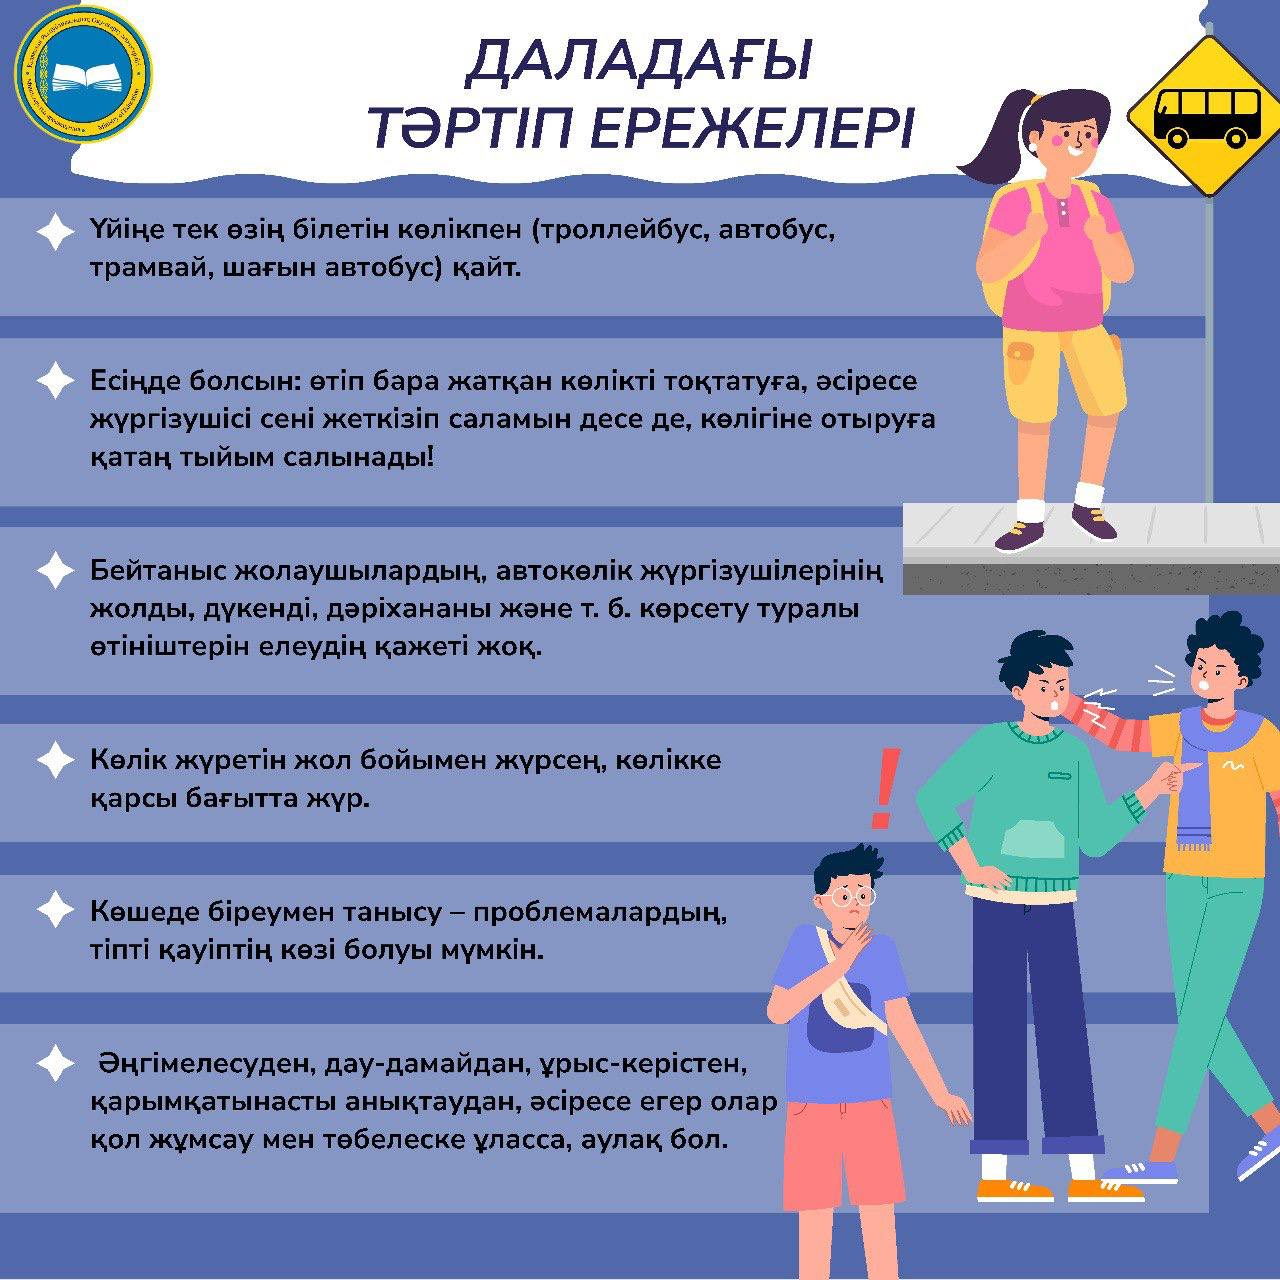 ДАЛАДАҒЫ
ТӘРТІП ЕРЕЖЕЛЕРІ
Үйіңе тек өзің білетін көлікпен (троллейбус, автобус,
трамвай, шағын автобус) қайт.
Есіңде болсын: өтіп бара жатқан көлікті тоқтатуға, әсіресе
жүргізушісі сені жеткізіп саламын десе де, көлігіне отыруға
қатаң тыйым салынады!
Бейтаныс жолаушылардың, автокөлік жүргізушілерінің
жолды, дүкенді, дәріхананы және т. б. көрсету туралы
өтініштерін елеудің қажеті жоқ.
Көлік жүретін жол бойымен жүрсең, көлікке
қарсы бағытта жүр.
Көшеде біреумен танысу – проблемалардың,
тіпті қауіптің көзі болуы мүмкін.
Әңгімелесуден, дау-дамайдан, ұрыс-керістен,
қарымқатынасты анықтаудан, әсіресе егер олар
қол жұмсау мен төбелеске ұласса, аулақ бол.